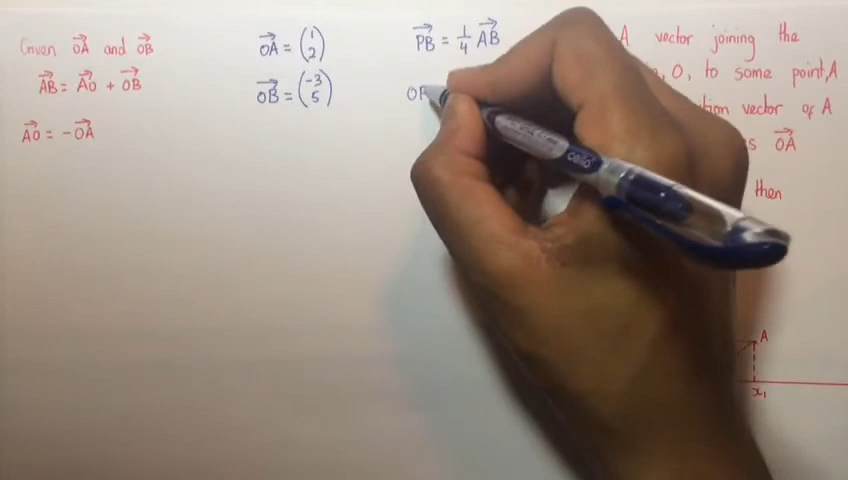 Given →OA and →OB
→AB = →AO + →OB
→AO = -→OA
→OA = (1 2)
→OB = (-3 5)
→PB = 1/4 →AB
cello
A vector joining the
, O, to some point, A
vector of A
→OA
then
A
x₁